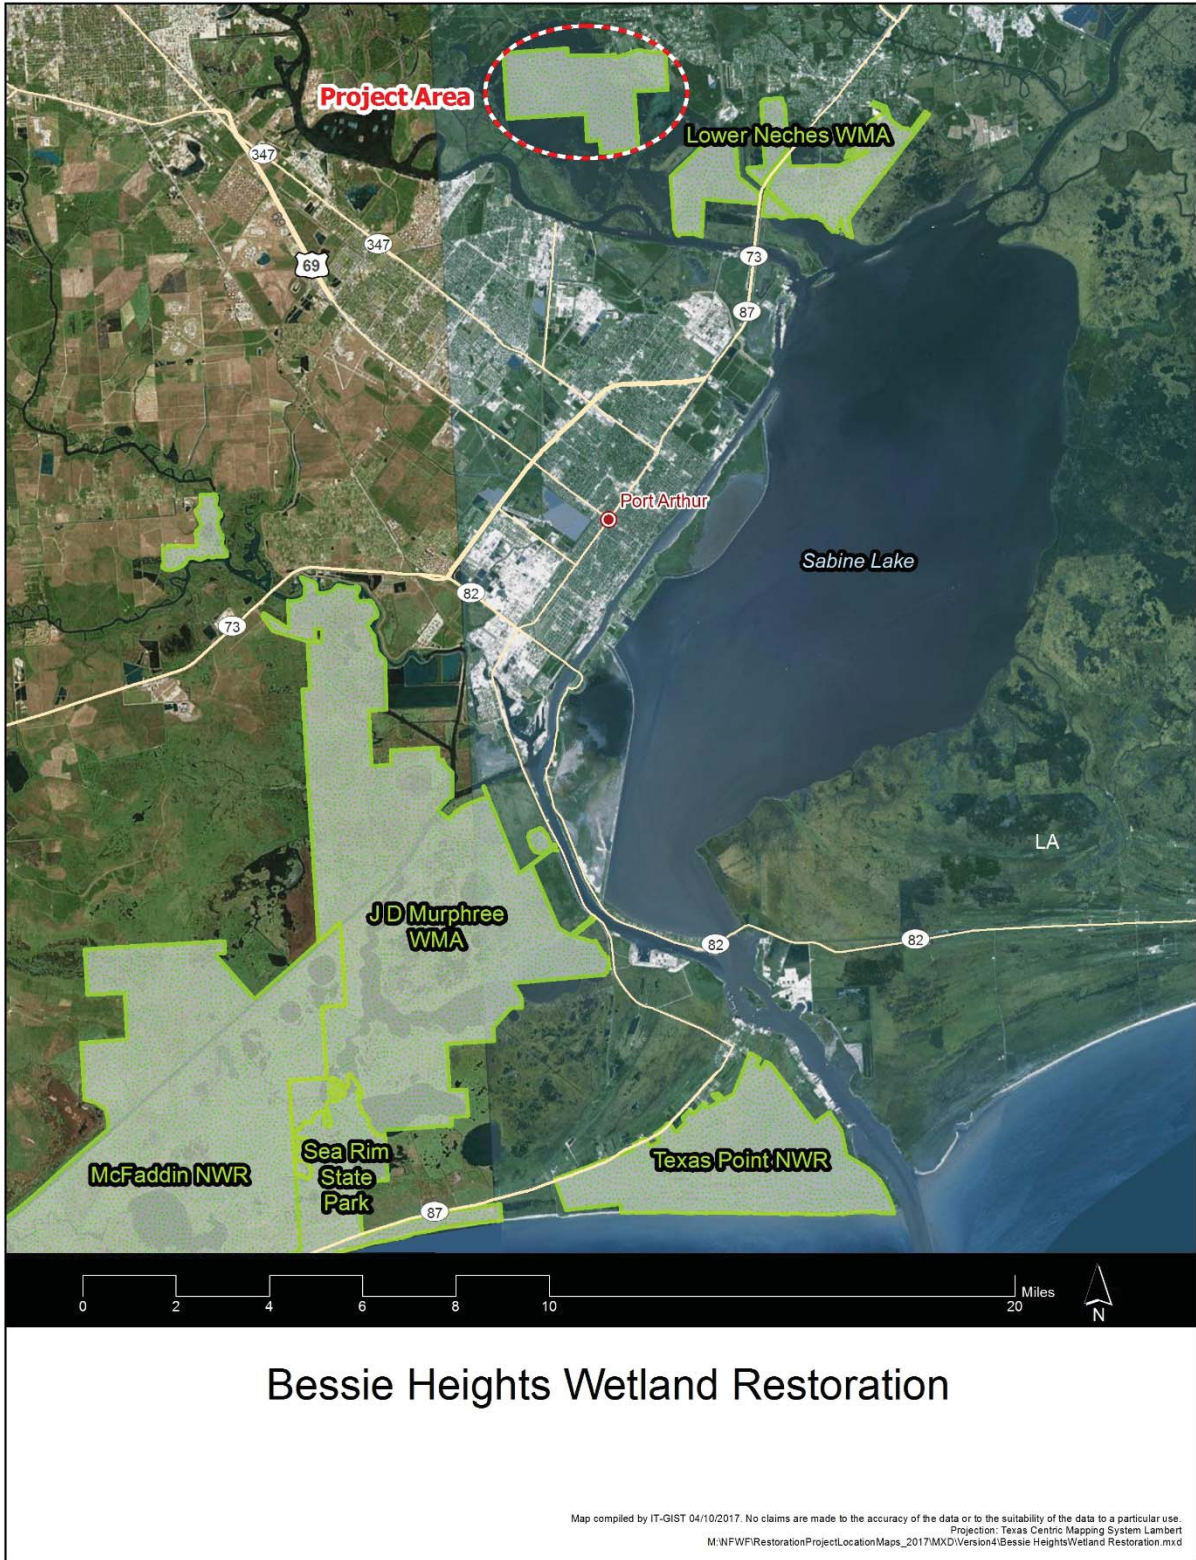 Project Area
Lower Neches WMA
347
347
69
73
87
Port Arthur
Sabine Lake
82
73
LA
J D Murphree
WMA
82
82
McFaddin NWR
Sea Rim
State
Park
Texas Point NWR
87
0 2 4 6 8 10 20 Miles
N
Bessie Heights Wetland Restoration
Map compiled by IT-GIST 04/10/2017. No claims are made to the accuracy of the data or to the suitability of the data to a particular use.
Projection: Texas Centric Mapping System Lambert
M:\NFWF\RestorationProjectLocationMaps_2017\MXD\Version4\Bessie HeightsWetland Restoration.mxd